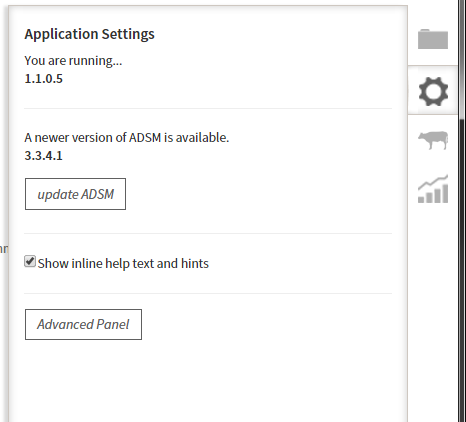 Application Settings
You are running...
1.1.0.5
A newer version of ADSM is available.
3.3.4.1
update ADSM
Show inline help text and hints
Advanced Panel